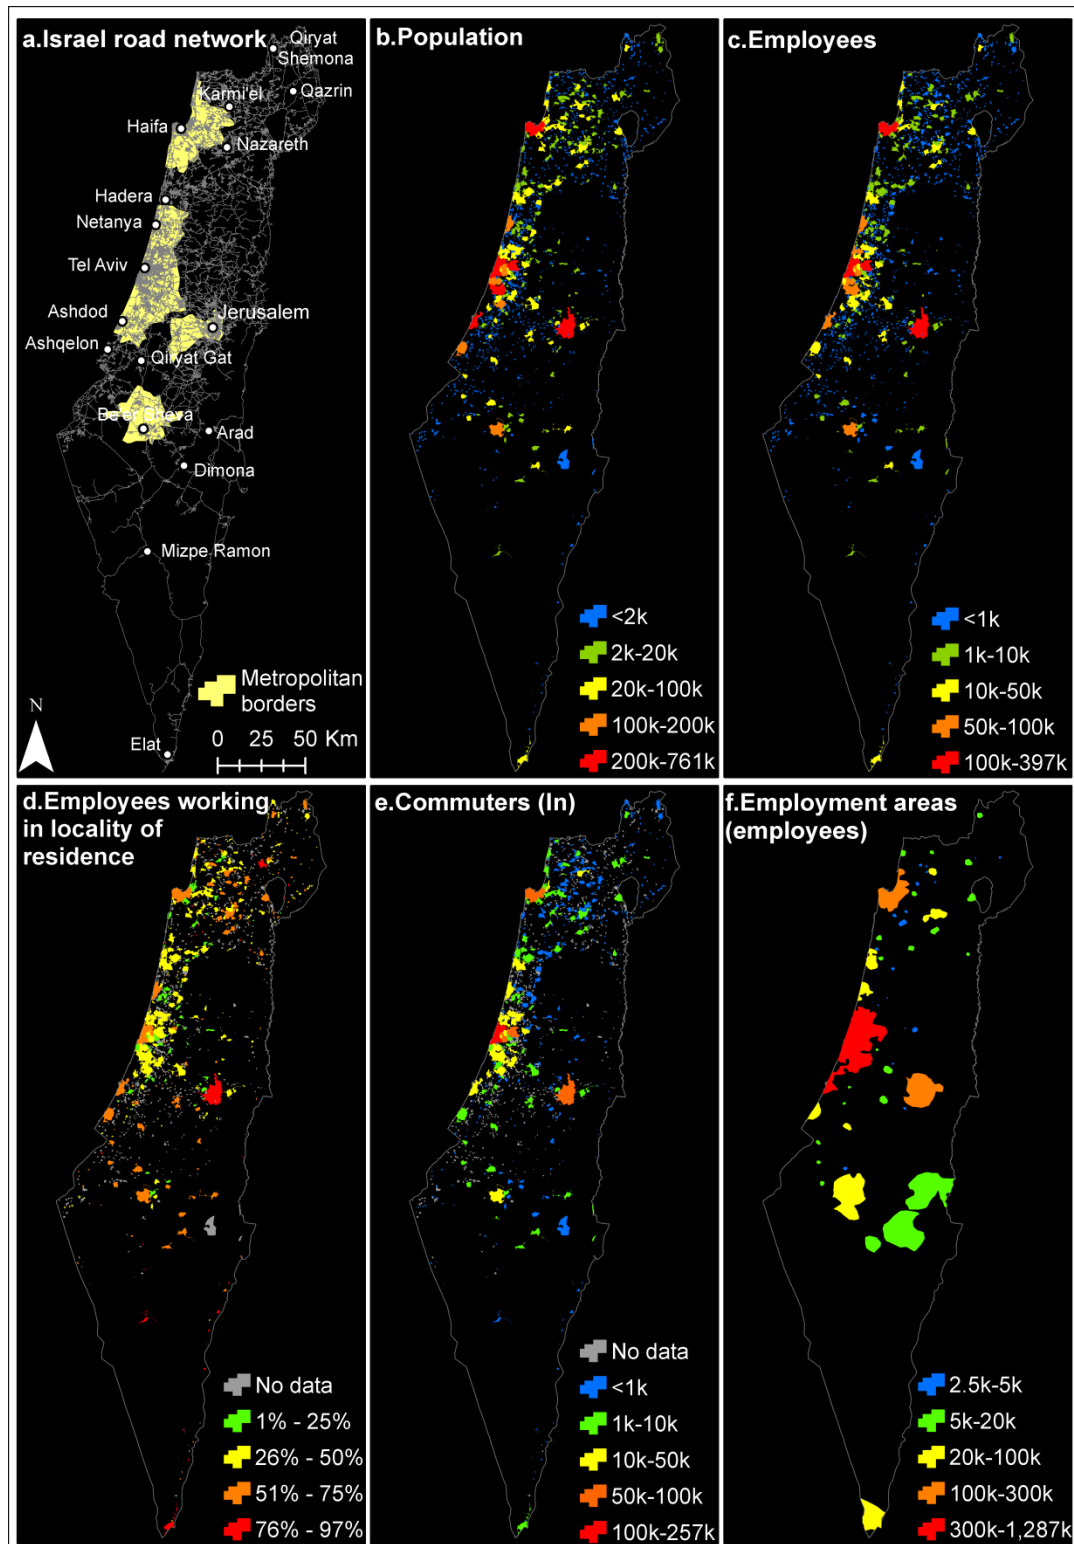 a.Israel road network
Qiryat
Shemona
Karmi'el
Qazrin
Haifa
Nazareth
Hadera
Netanya
Tel Aviv
Ashdod
Jerusalem
Ashqelon
Qiryat Gat
Be'er Sheva
Arad
Dimona
Mizpe Ramon
Metropolitan
borders
N
0 25 50 Km
Elat
b.Population
<2k
2k-20k
20k-100k
100k-200k
200k-761k
c.Employees
<1k
1k-10k
10k-50k
50k-100k
100k-397k
d.Employees working
in locality of
residence
No data
1% - 25%
26% - 50%
51% - 75%
76% - 97%
e.Commuters (In)
No data
<1k
1k-10k
10k-50k
50k-100k
100k-257k
f.Employment areas
(employees)
2.5k-5k
5k-20k
20k-100k
100k-300k
300k-1,287k